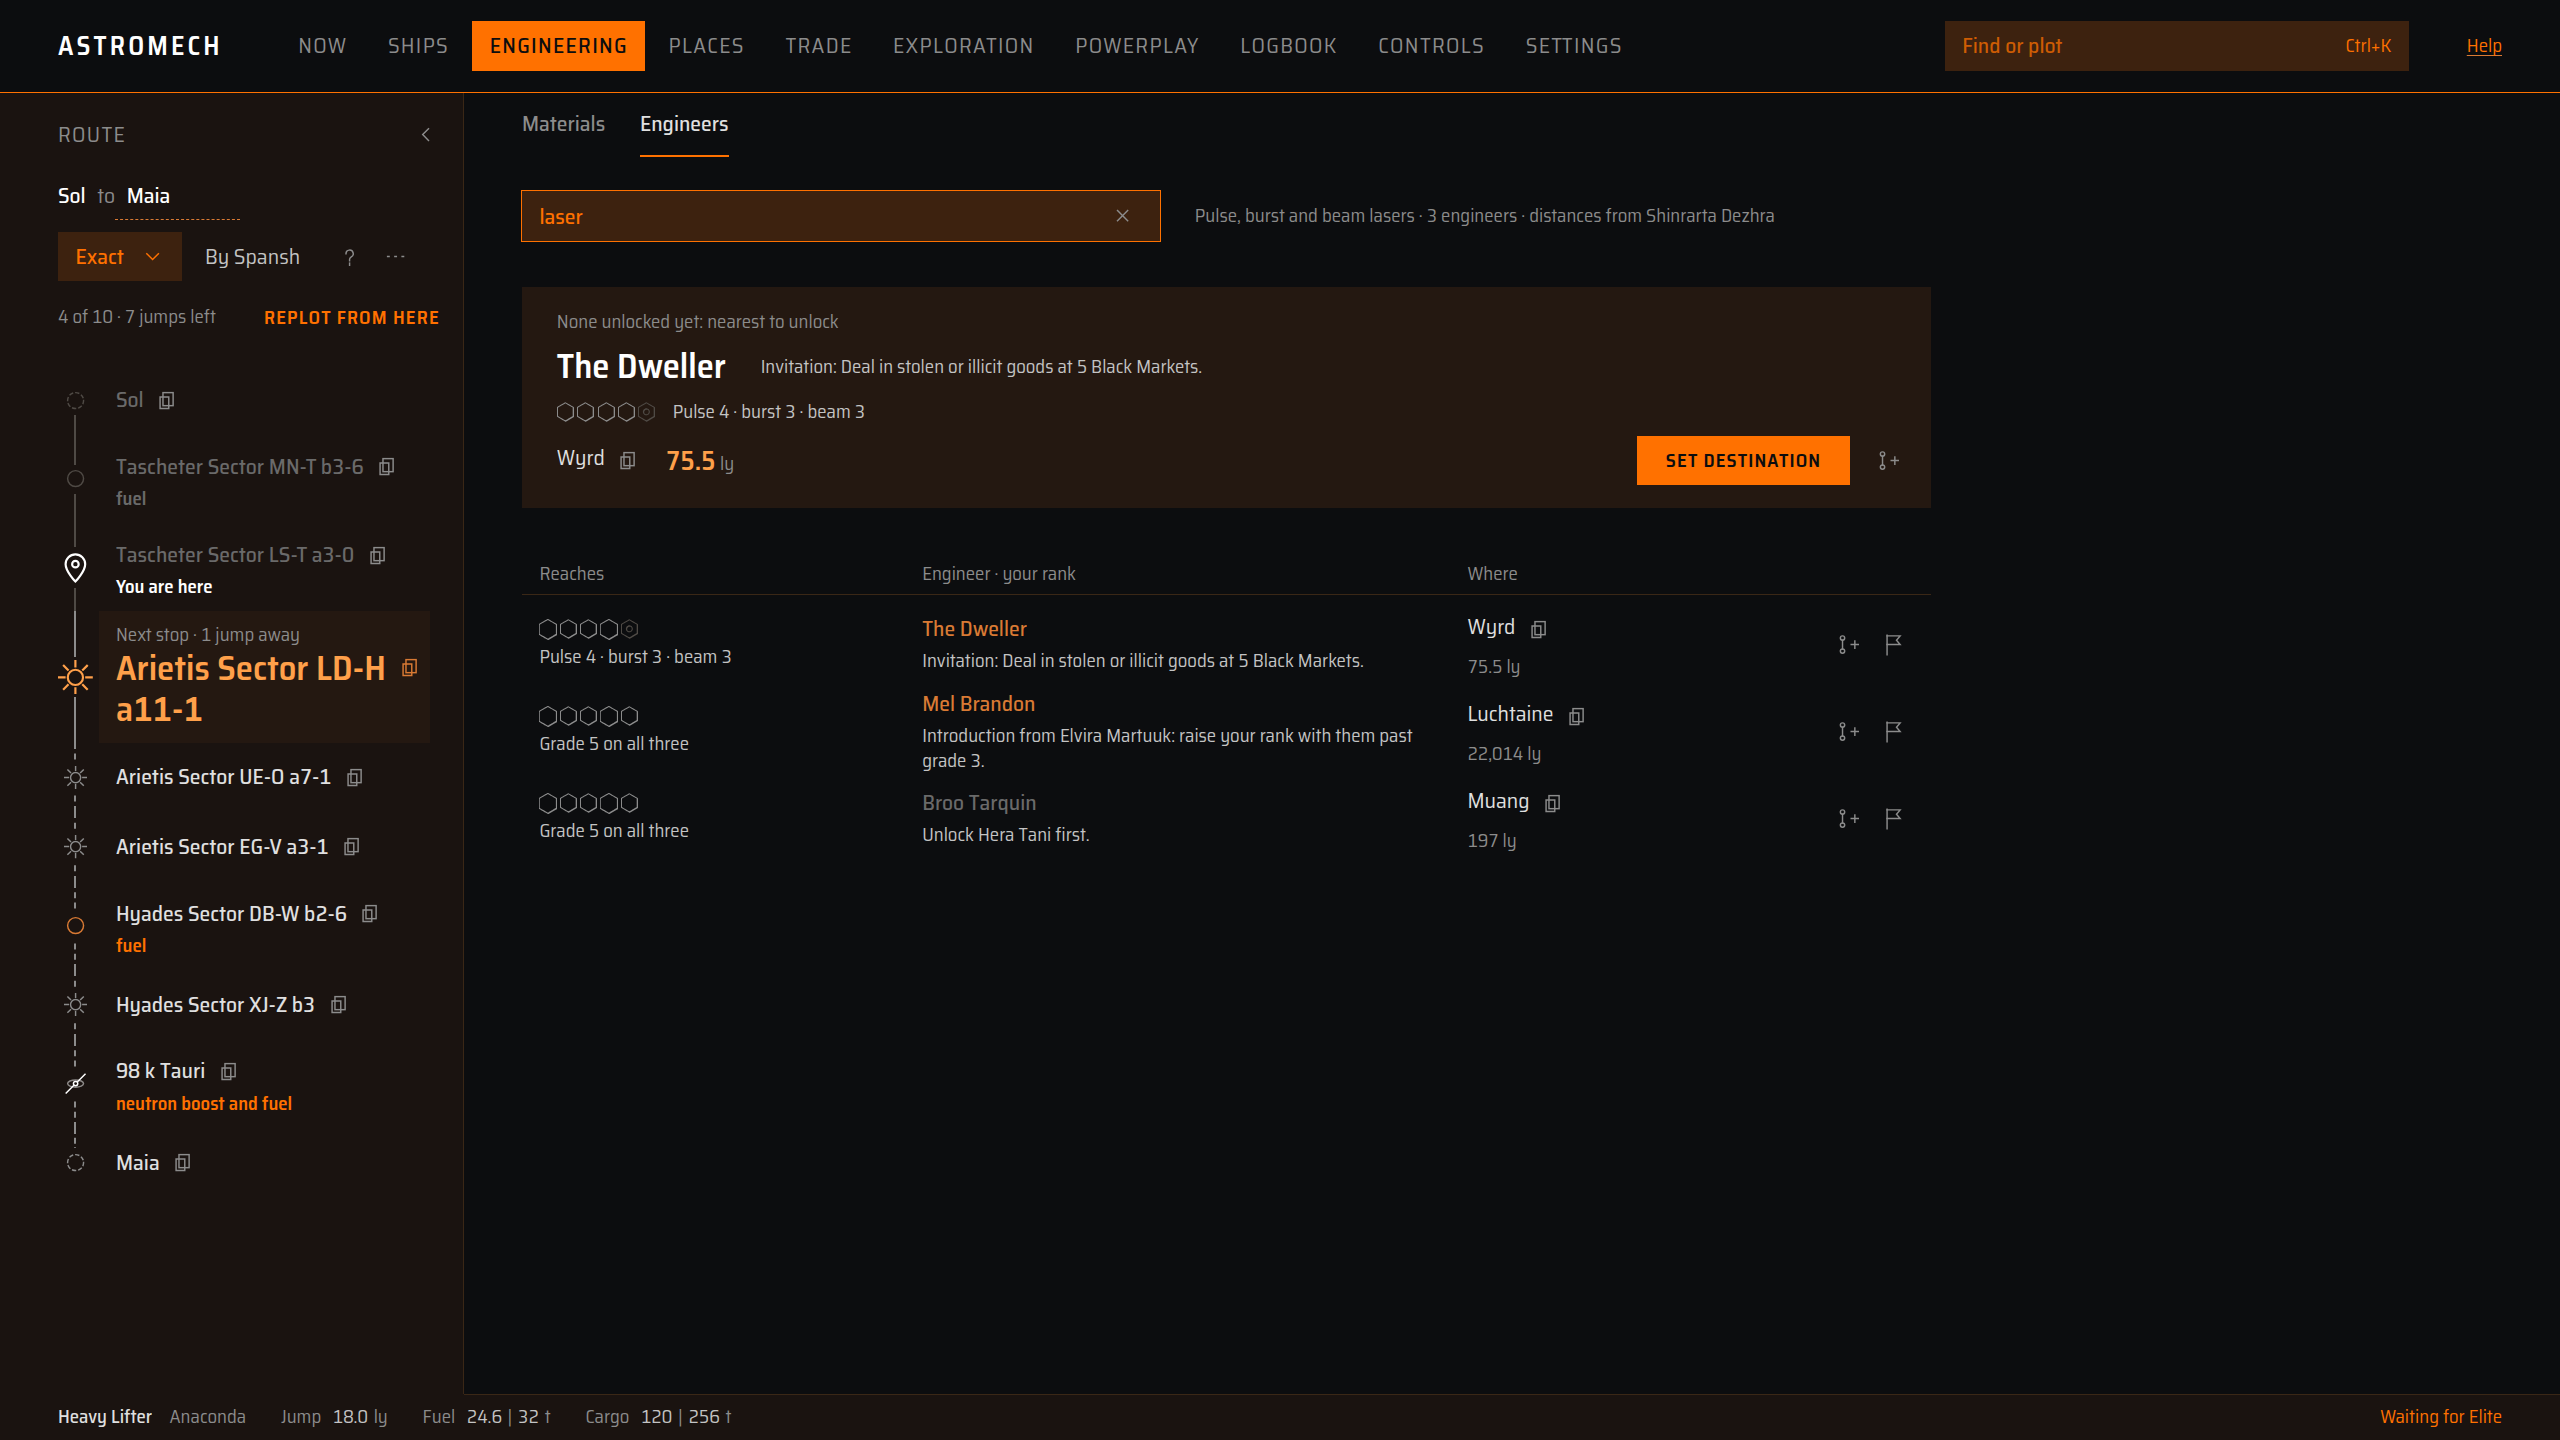 ASTROMECH NOW SHIPS ENGINEERING PLACES TRADE EXPLORATION POWERPLAY LOGBOOK CONTROLS SETTINGS Find or plot Ctrl+K Help
ROUTE
Sol to Maia
Exact By Spansh ? ···
4 of 10 · 7 jumps left REPLOT FROM HERE
Sol
Tascheter Sector MN-T b3-6
fuel
Tascheter Sector LS-T a3-0
You are here
Next stop · 1 jump away
Arietis Sector LD-H
a11-1
Arietis Sector UE-O a7-1
Arietis Sector EG-V a3-1
Hyades Sector DB-W b2-6
fuel
Hyades Sector XJ-Z b3
98 k Tauri
neutron boost and fuel
Maia
Materials Engineers
laser
Pulse, burst and beam lasers · 3 engineers · distances from Shinrarta Dezhra
None unlocked yet: nearest to unlock
The Dweller Invitation: Deal in stolen or illicit goods at 5 Black Markets.
Pulse 4 · burst 3 · beam 3
Wyrd 75.5 ly SET DESTINATION
Reaches Engineer · your rank Where
The Dweller Wyrd
Pulse 4 · burst 3 · beam 3 Invitation: Deal in stolen or illicit goods at 5 Black Markets. 75.5 ly
Mel Brandon Luchtaine
Grade 5 on all three Introduction from Elvira Martuuk: raise your rank with them past
grade 3. 22,014 ly
Broo Tarquin Muang
Grade 5 on all three Unlock Hera Tani first. 197 ly
Heavy Lifter Anaconda Jump 18.0 ly Fuel 24.6 | 32 t Cargo 120 | 256 t Waiting for Elite